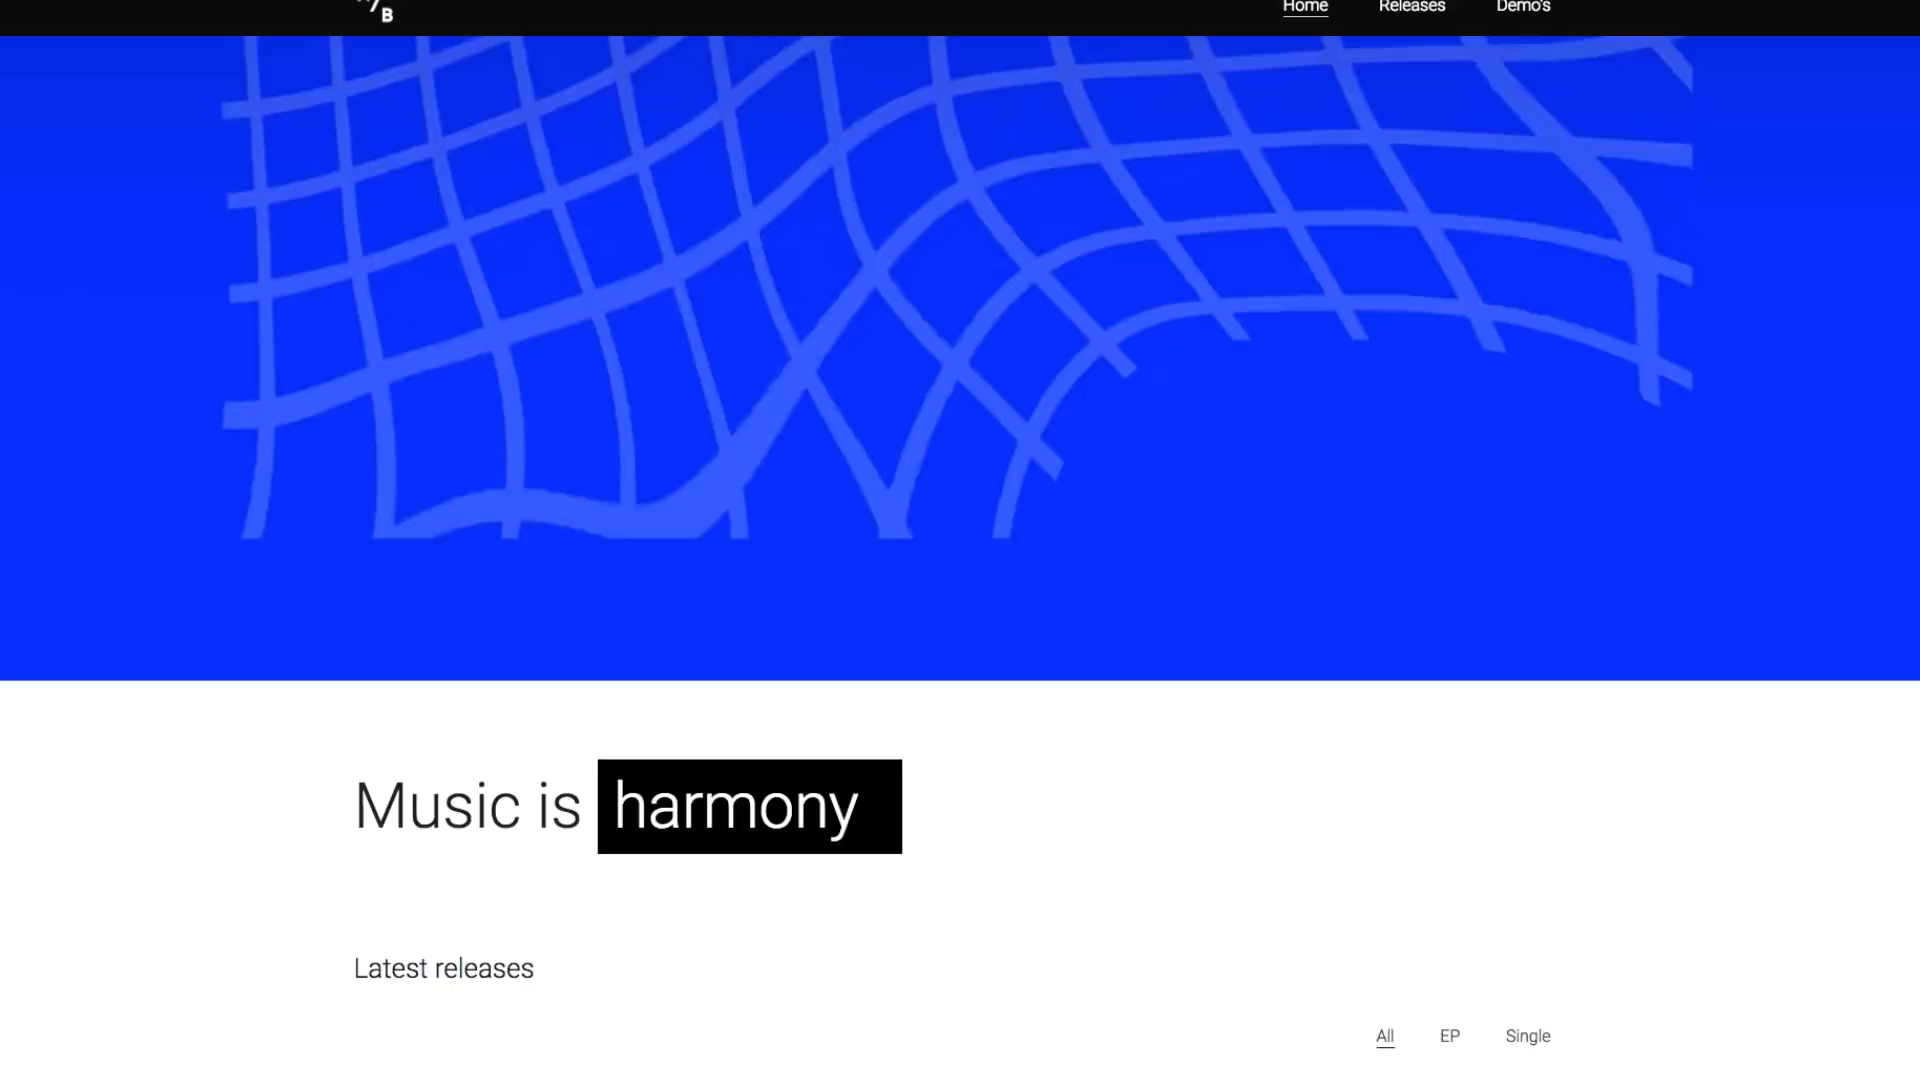 B
Home Releases Demo's
Music is harmony
Latest releases
All EP Single